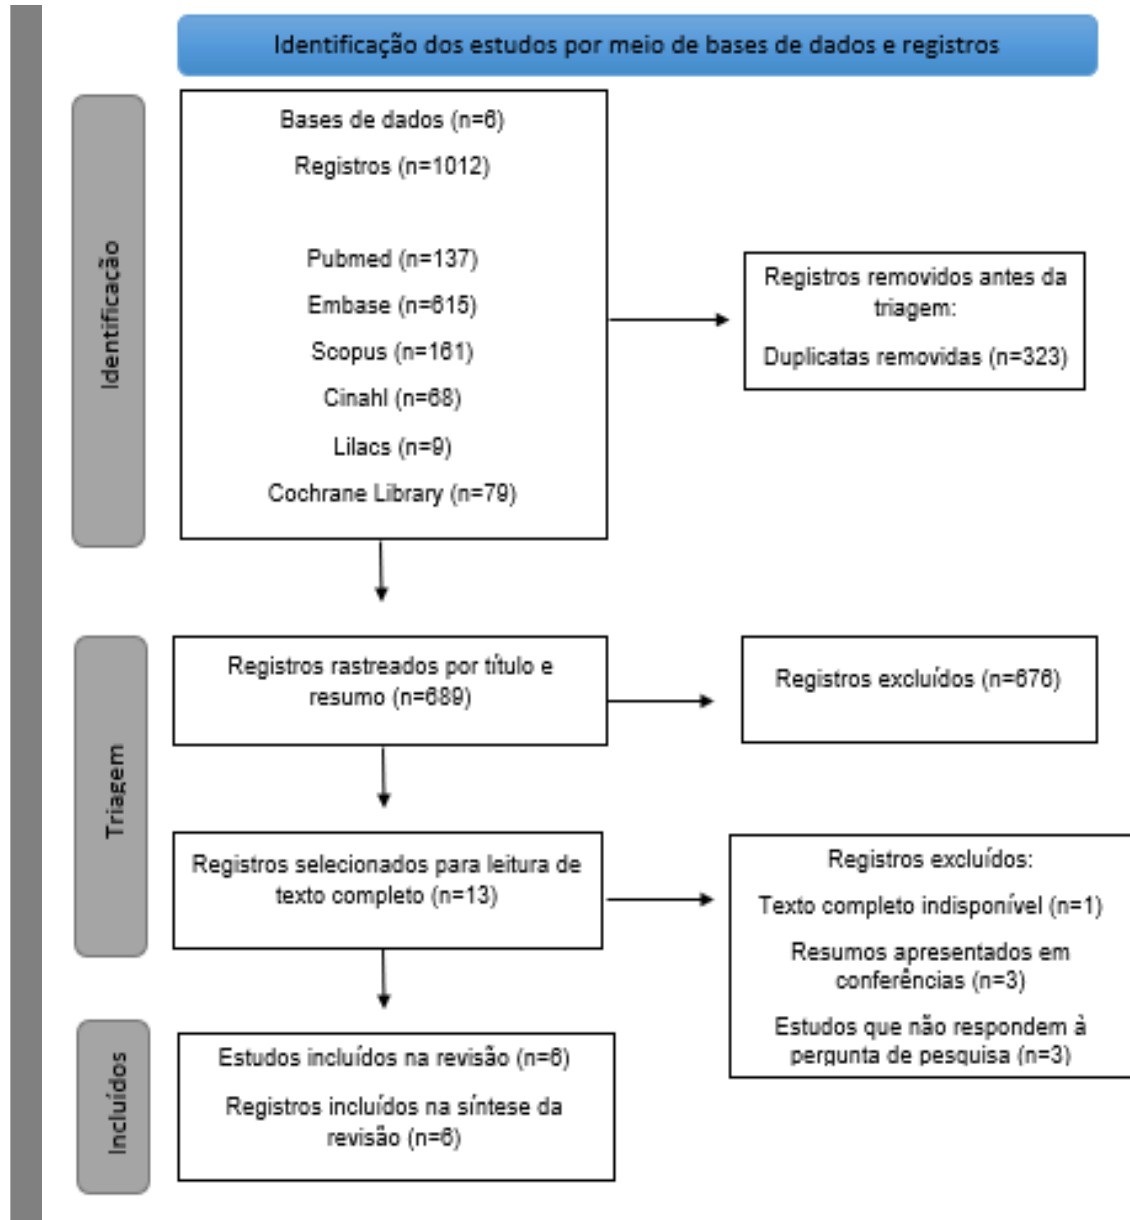 Identificação dos estudos por meio de bases de dados e registros
Identificação
Bases de dados (n=6)
Registros (n=1012)
Pubmed (n=137)
Embase (n=615)
Scopus (n=161)
Cinahl (n=68)
Lilacs (n=9)
Cochrane Library (n=79)
Registros removidos antes da
triagem:
Duplicatas removidas (n=323)
Triagem
Registros rastreados por título e
resumo (n=689)
Registros excluídos (n=676)
Registros selecionados para leitura de
texto completo (n=13)
Registros excluídos:
Texto completo indisponível (n=1)
Resumos apresentados em
conferências (n=3)
Estudos que não respondem à
pergunta de pesquisa (n=3)
Incluídos
Estudos incluídos na revisão (n=6)
Registros incluídos na síntese da
revisão (n=6)